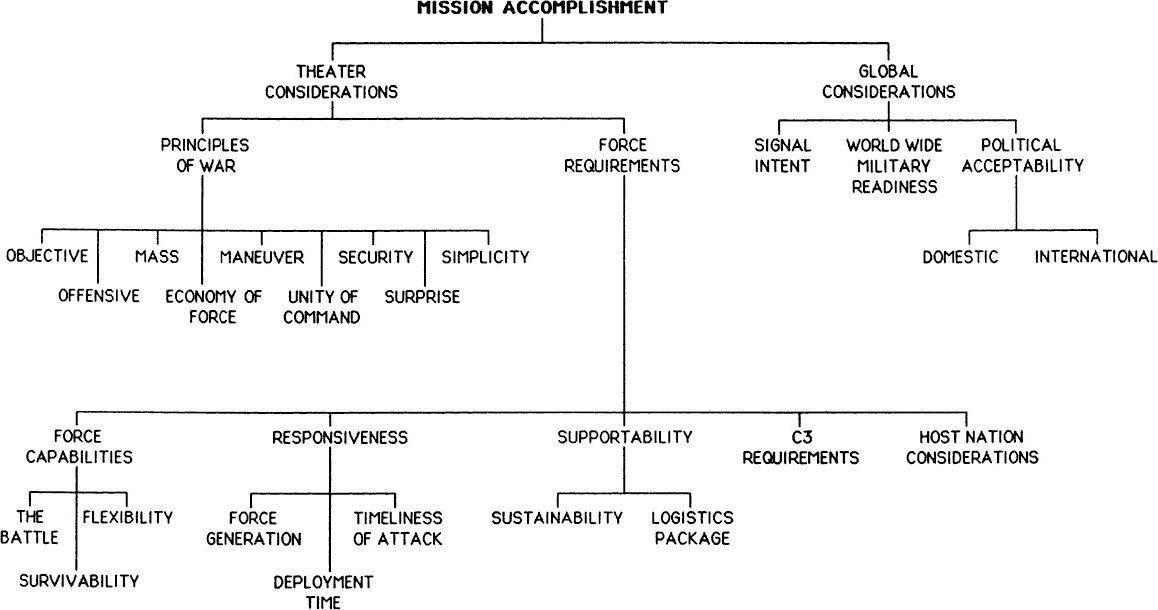 MISSION ACCOMPLISHMENT
THEATER
CONSIDERATIONS
GLOBAL
CONSIDERATIONS
PRINCIPLES
OF WAR
FORCE
REQUIREMENTS
SIGNAL
INTENT
WORLD WIDE
MILITARY
READINESS
POLITICAL
ACCEPTABILITY
OBJECTIVE
OFFENSIVE
MASS
ECONOMY OF
FORCE
MANEUVER
UNITY OF
COMMAND
SECURITY
SURPRISE
SIMPLICITY
DOMESTIC
INTERNATIONAL
FORCE
CAPABILITIES
RESPONSIVENESS
SUPPORTABILITY
C3
REQUIREMENTS
HOST NATION
CONSIDERATIONS
THE
BATTLE
FLEXIBILITY
SURVIVABILITY
FORCE
GENERATION
TIMELINESS
OF ATTACK
DEPLOYMENT
TIME
SUSTAINABILITY
LOGISTICS
PACKAGE